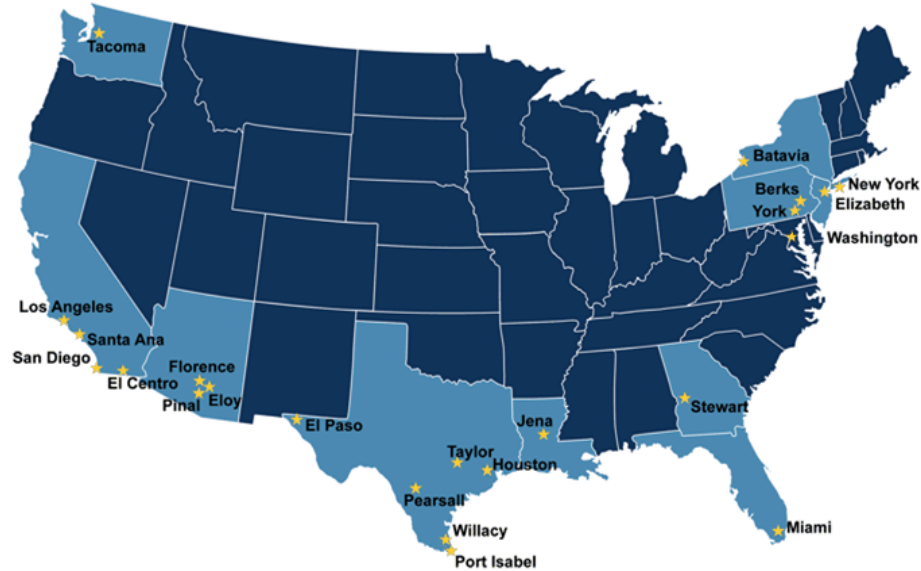 Tacoma
Batavia
Berks
New York
York
Elizabeth
Washington
Los Angeles
Santa Ana
San Diego
El Centro
Florence
Pinal
Eloy
El Paso
Jena
Stewart
Taylor
Houston
Pearsall
Willacy
Port Isabel
Miami